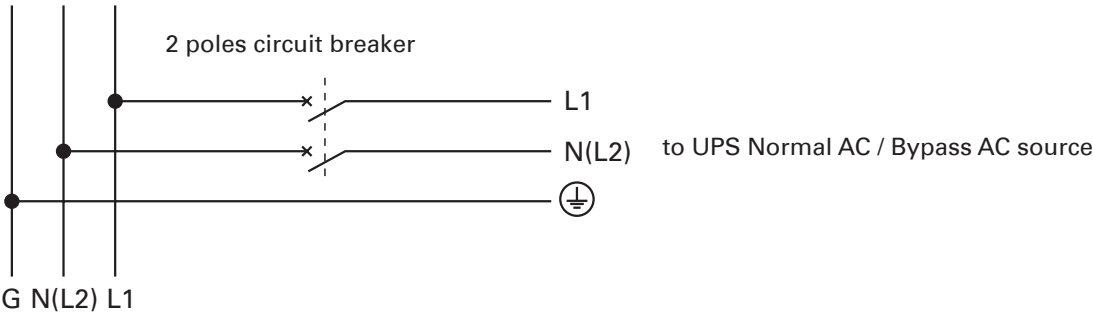 2 poles circuit breaker
L1
N(L2) to UPS Normal AC / Bypass AC source
G N(L2) L1